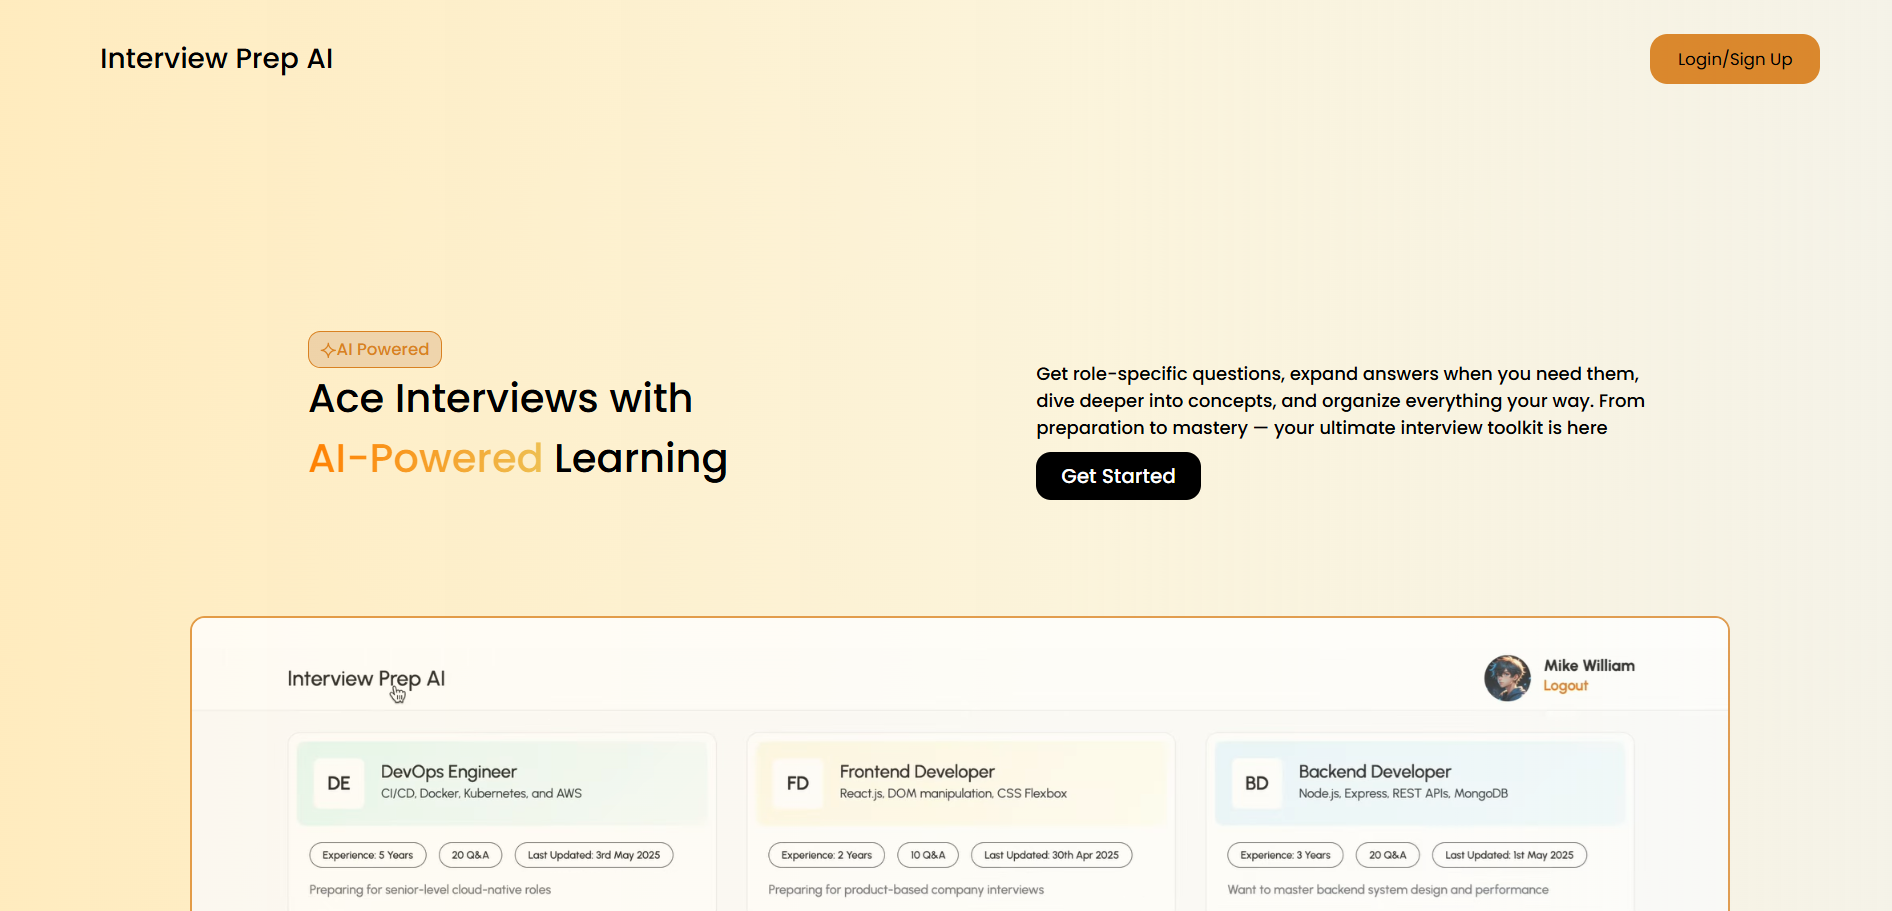 Interview Prep AI
Login/Sign Up
AI Powered
Ace Interviews with
AI-Powered Learning
Get role-specific questions, expand answers when you need them,
dive deeper into concepts, and organize everything your way. From
preparation to mastery — your ultimate interview toolkit is here
Get Started
Interview Prep AI
Mike William
Logout
DE
DevOps Engineer
CI/CD, Docker, Kubernetes, and AWS
Experience: 5 Years
20 Q&A
Last Updated: 3rd May 2025
Preparing for senior-level cloud-native roles
FD
Frontend Developer
React.js, DOM manipulation, CSS Flexbox
Experience: 2 Years
10 Q&A
Last Updated: 30th Apr 2025
Preparing for product-based company interviews
BD
Backend Developer
Node.js, Express, REST APIs, MongoDB
Experience: 3 Years
20 Q&A
Last Updated: 1st May 2025
Want to master backend system design and performance